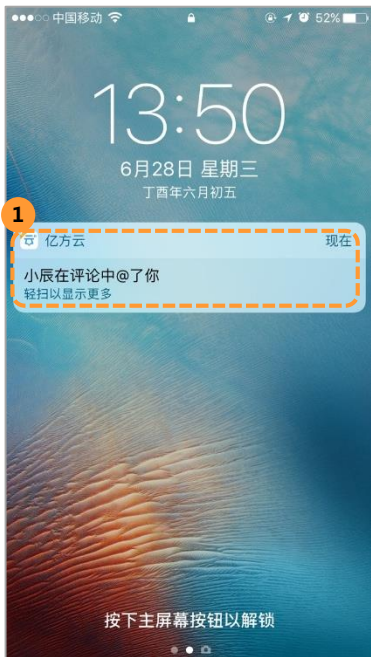 中国移动 52%
13:50
6月28日 星期三
丁酉年六月初五
1
亿方云 现在
小辰在评论中@了你
轻扫以显示更多
按下主屏幕按钮以解锁